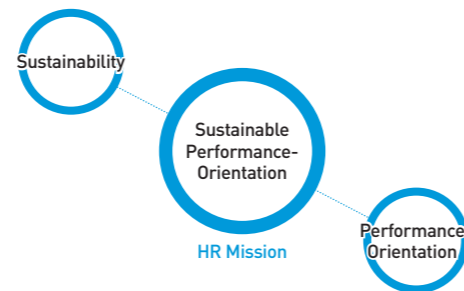 Sustainability
Sustainable
Performance-
Orientation
HR Mission
Performance
Orientation